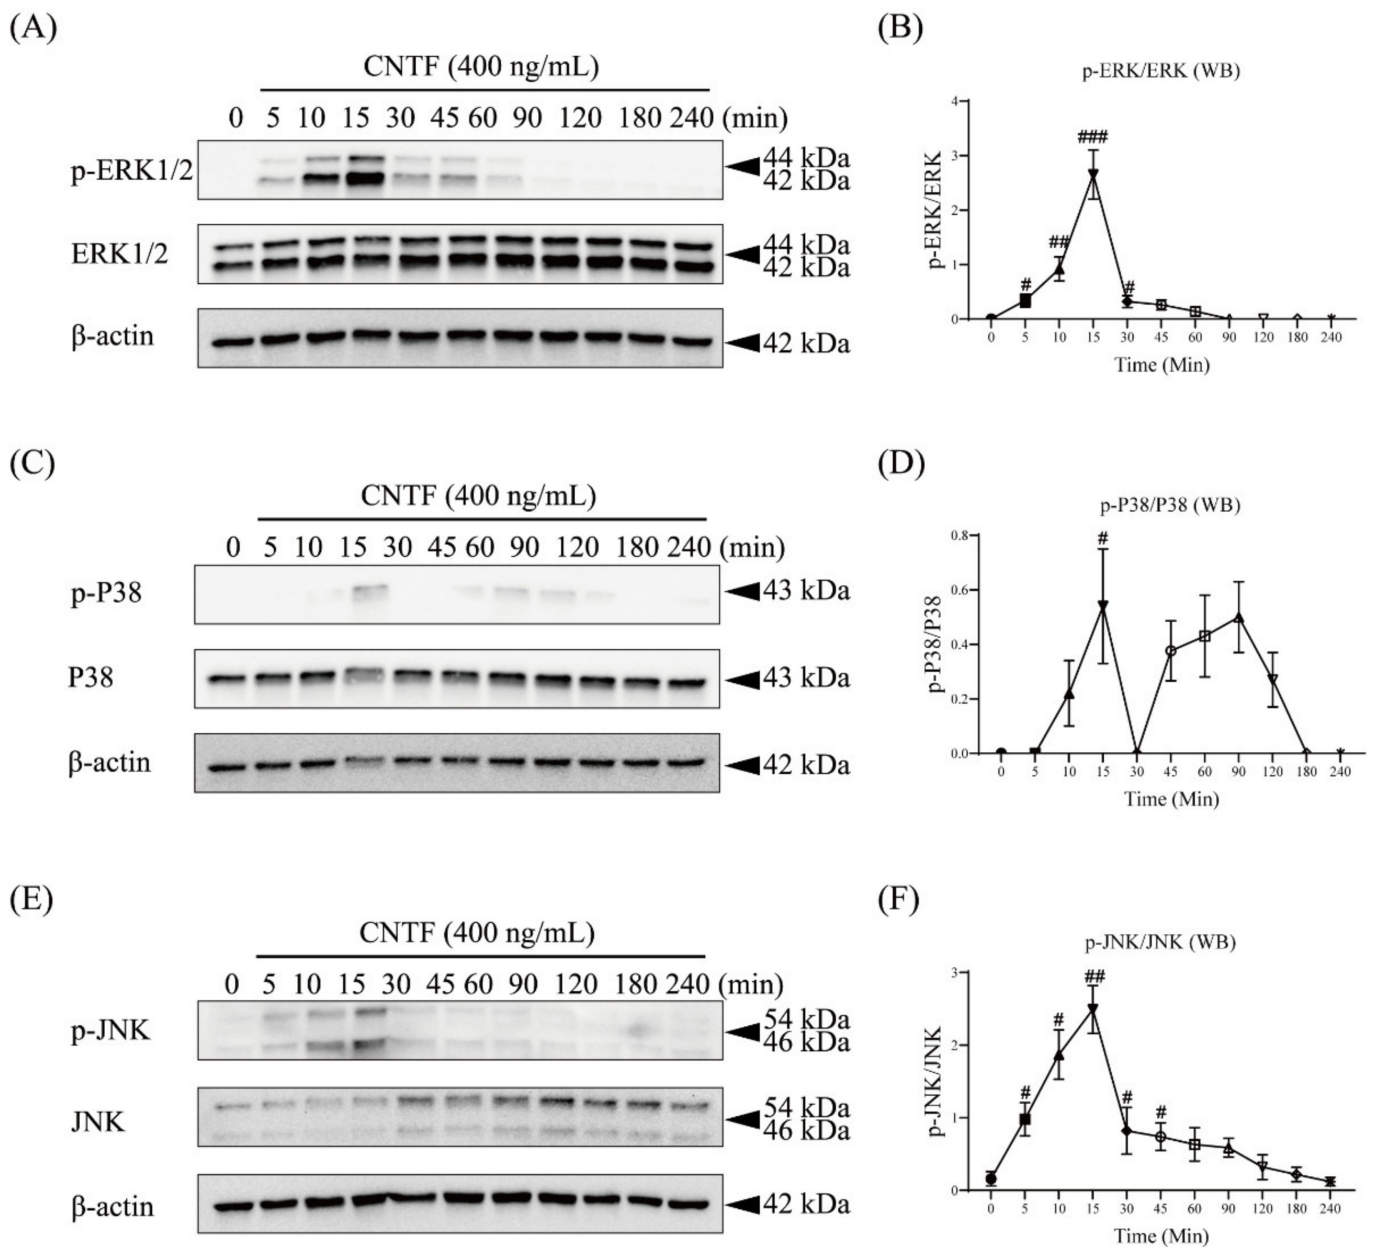 (A)
CNTF (400 ng/mL)
0 5 10 15 30 45 60 90 120 180 240 (min)
p-ERK1/2
44 kDa
42 kDa
ERK1/2
44 kDa
42 kDa
β-actin
42 kDa
(B)
p-ERK/ERK (WB)
p-ERK/ERK
4
3
2
1
0
#
##
###
#
0 5 10 15 30 45 60 90 120 180 240
Time (Min)
(C)
CNTF (400 ng/mL)
0 5 10 15 30 45 60 90 120 180 240 (min)
p-P38
43 kDa
P38
43 kDa
β-actin
42 kDa
(D)
p-P38/P38 (WB)
p-P38/P38
0.8
0.6
0.4
0.2
0.0
#
0 5 10 15 30 45 60 90 120 180 240
Time (Min)
(E)
CNTF (400 ng/mL)
0 5 10 15 30 45 60 90 120 180 240 (min)
p-JNK
54 kDa
46 kDa
JNK
54 kDa
46 kDa
β-actin
42 kDa
(F)
p-JNK/JNK (WB)
p-JNK/JNK
3
2
1
0
#
#
##
#
#
0 5 10 15 30 45 60 90 120 180 240
Time (Min)